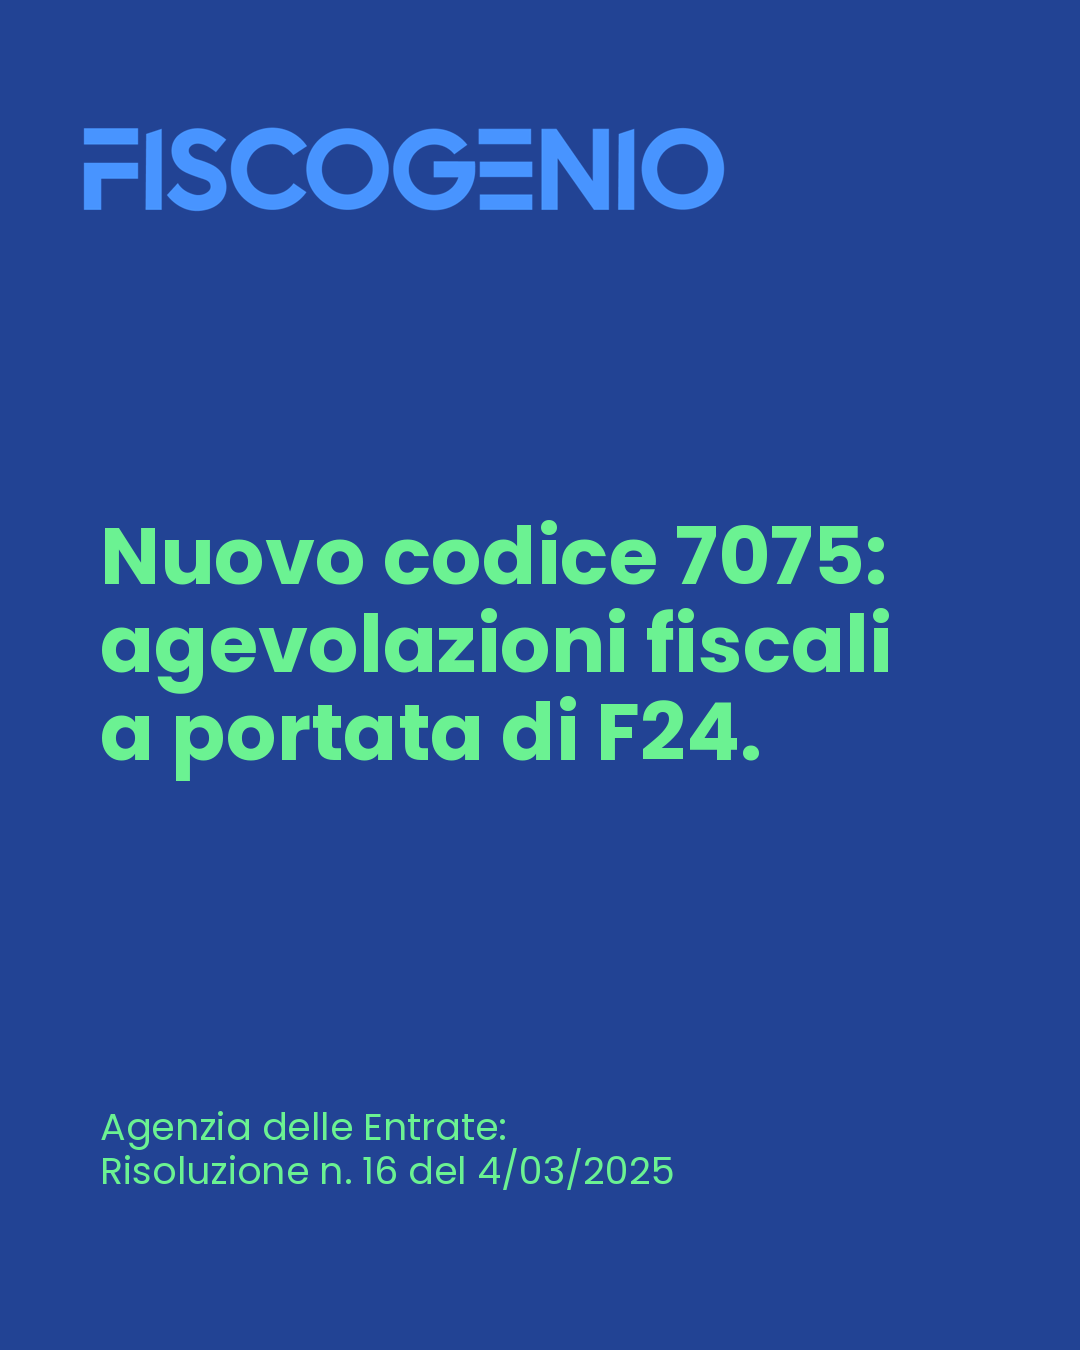 FISCOGENIO
Nuovo codice 7075:
agevolazioni fiscali
a portata di F24.
Agenzia delle Entrate:
Risoluzione n. 16 del 4/03/2025